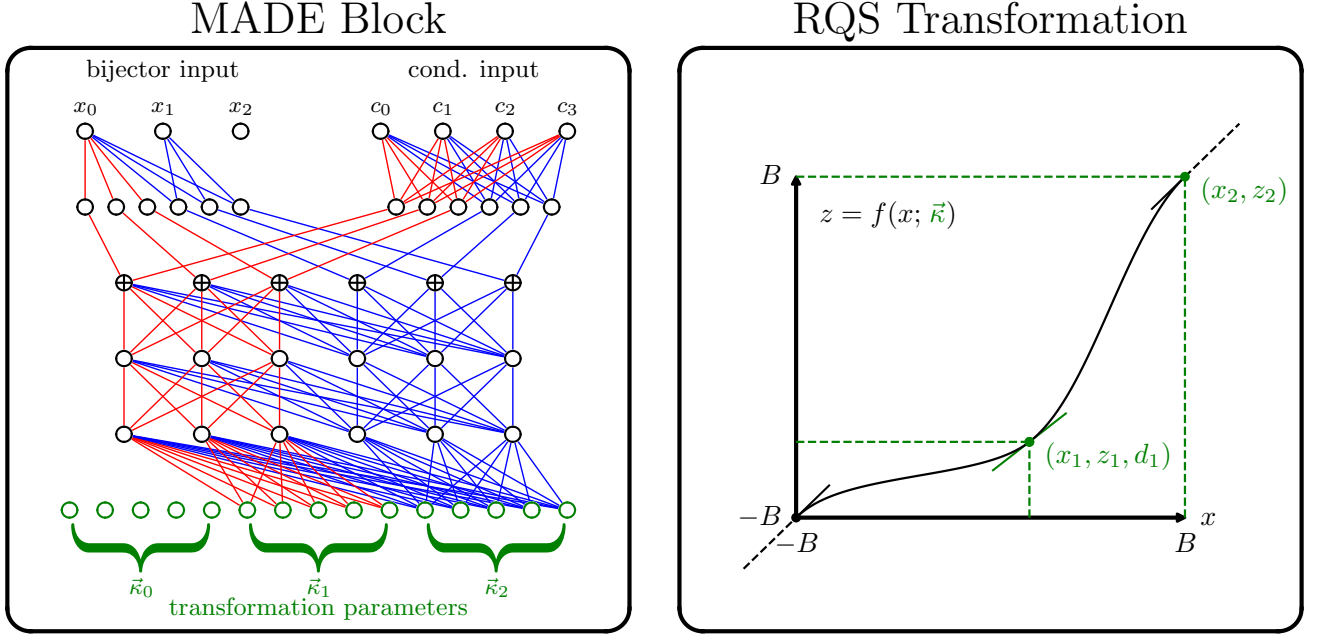 MADE Block
bijector input
cond. input
x₀ x₁ x₂
c₀ c₁ c₂ c₃
κ⃗₀ κ⃗₁ κ⃗₂
transformation parameters
RQS Transformation
B
(x₂, z₂)
z = f(x; κ⃗)
(x₁, z₁, d₁)
−B
x
−B
B